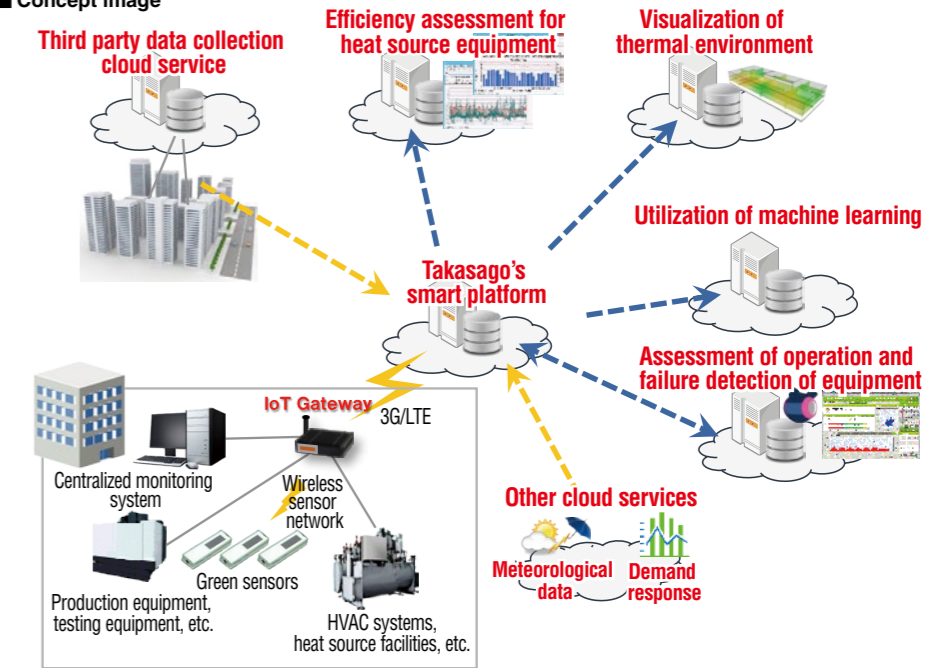 ■ Concept image
Third party data collection
cloud service
Efficiency assessment for
heat source equipment
Visualization of
thermal environment
Utilization of machine learning
Takasago's
smart platform
Assessment of operation and
failure detection of equipment
IoT Gateway
3G/LTE
Centralized monitoring
system
Wireless
sensor
network
Green sensors
Production equipment,
testing equipment, etc.
HVAC systems,
heat source facilities, etc.
Other cloud services
Meteorological
data
Demand
response